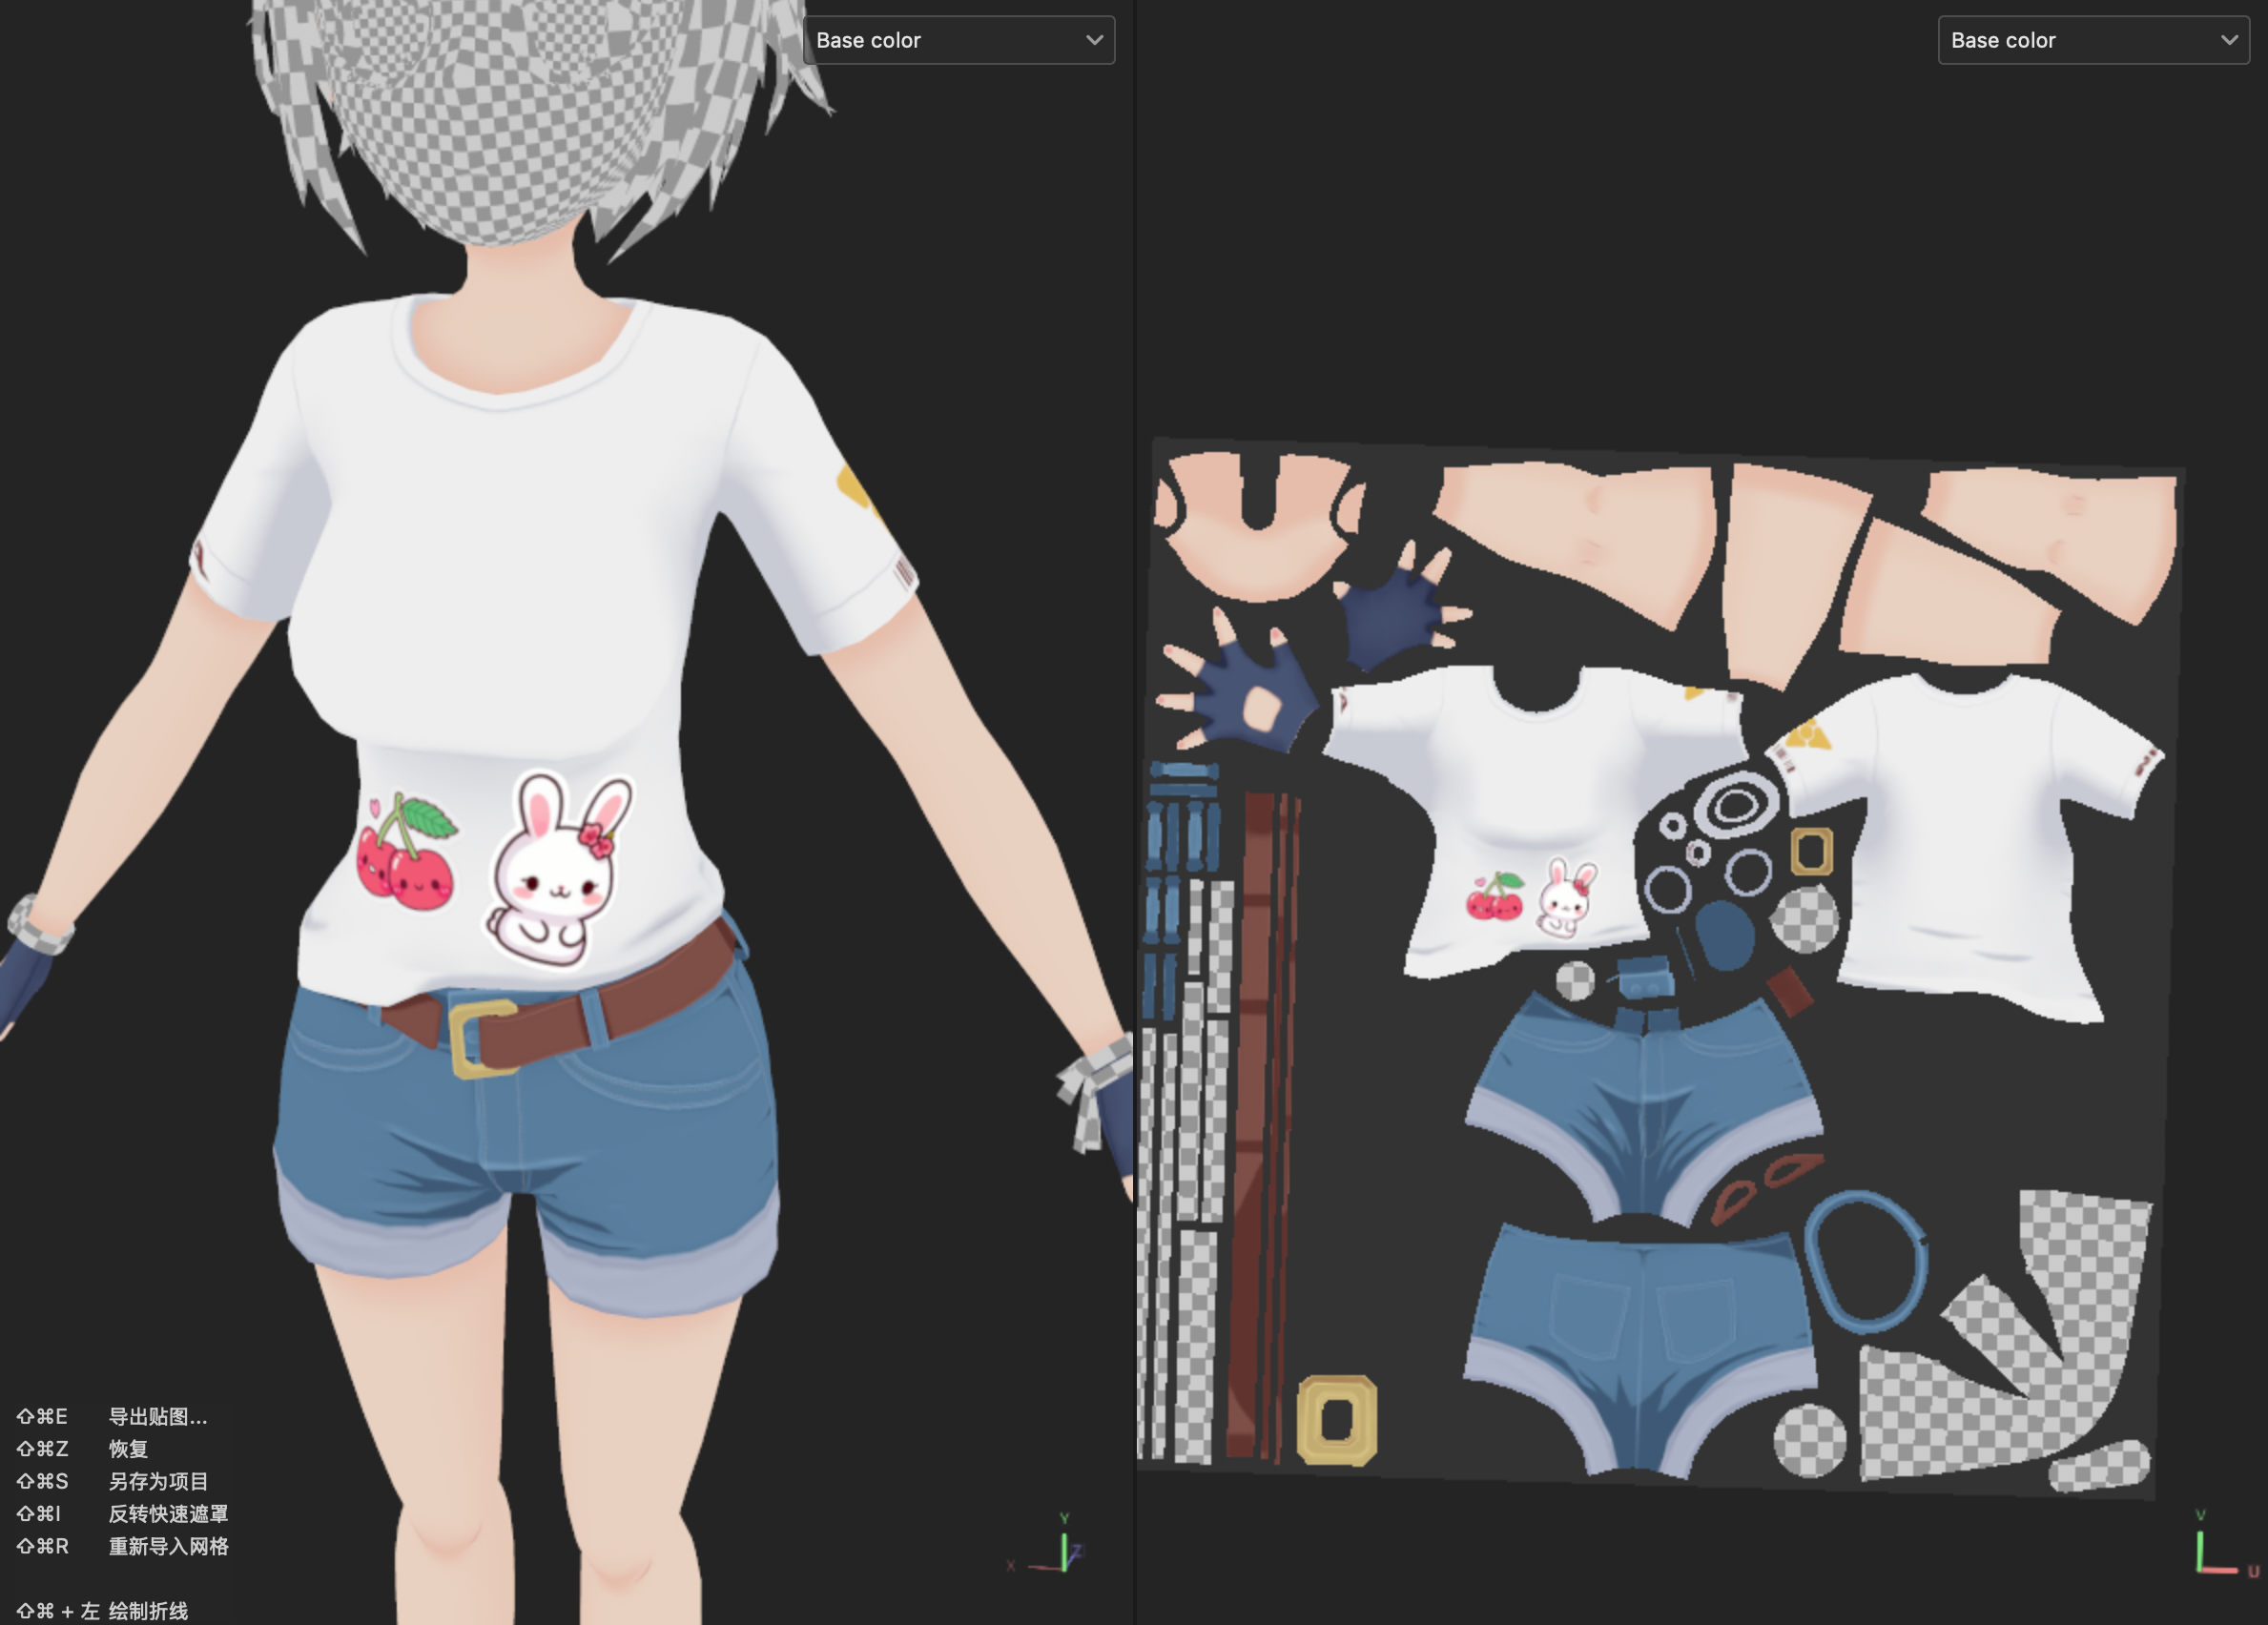 Base color
Base color
⇧⌘E 导出贴图...
⇧⌘Z 恢复
⇧⌘S 另存为项目
⇧⌘I 反转快速遮罩
⇧⌘R 重新导入网格
⇧⌘ + 左 绘制折线
Y
X
Z
V
U